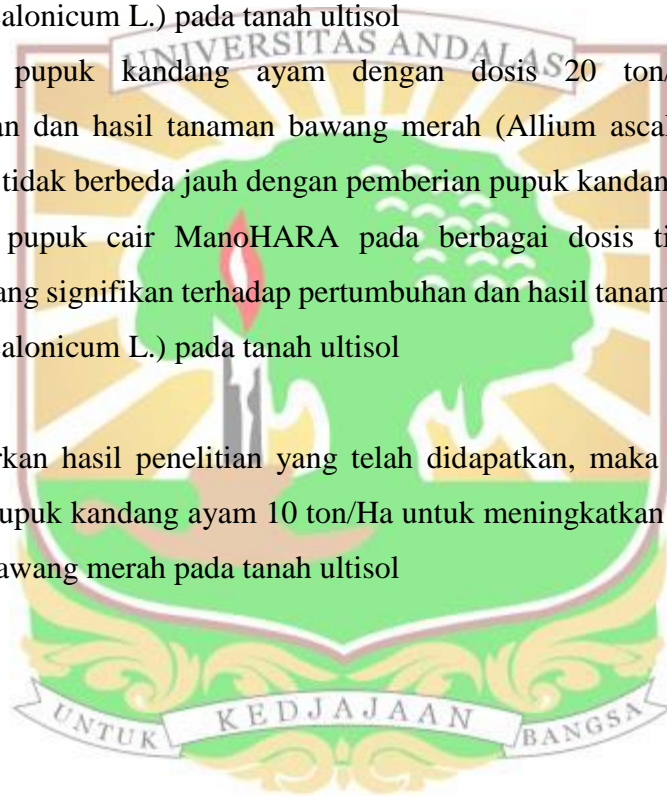 calonicum L.) pada tanah ultisol
UNIVERSITAS ANDALAS
pupuk kandang ayam dengan dosis 20 ton/
an dan hasil tanaman bawang merah (Allium ascal
tidak berbeda jauh dengan pemberian pupuk kandan
pupuk cair ManoHARA pada berbagai dosis ti
ang signifikan terhadap pertumbuhan dan hasil tanam
calonicum L.) pada tanah ultisol
rkan hasil penelitian yang telah didapatkan, maka
upuk kandang ayam 10 ton/Ha untuk meningkatkan
awang merah pada tanah ultisol
UNTUK KEDJAJAAN BANGSA